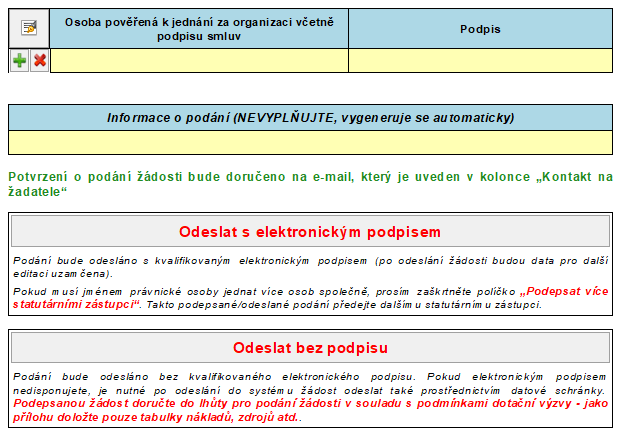 Osoba pověřená k jednání za organizaci včetně
podpisu smluv
Podpis
Informace o podání (NEVYPLŇUJTE, vygeneruje se automaticky)
Potvrzení o podání žádosti bude doručeno na e-mail, který je uveden v kolonce „Kontakt na
žadatele“
Odeslat s elektronickým podpisem
Podání bude odesláno s kvalifikovaným elektronickým podpisem (po odeslání žádosti budou data pro další
editaci uzamčena).
Pokud musí jménem právnické osoby jednat více osob společně, prosím zaškrtněte políčko „Podepsat více
statutárními zástupci“. Takto podepsané/odeslané podání předejte dalšímu statutárnímu zástupci.
Odeslat bez podpisu
Podání bude odesláno bez kvalifikovaného elektronického podpisu. Pokud elektronickým podpisem
nedisponujete, je nutné po odeslání do systému žádost odeslat také prostřednictvím datové schránky.
Podepsanou žádost doručte do lhůty pro podání žádosti v souladu s podmínkami dotační výzvy - jako
přílohu doložte pouze tabulky nákladů, zdrojů atd..